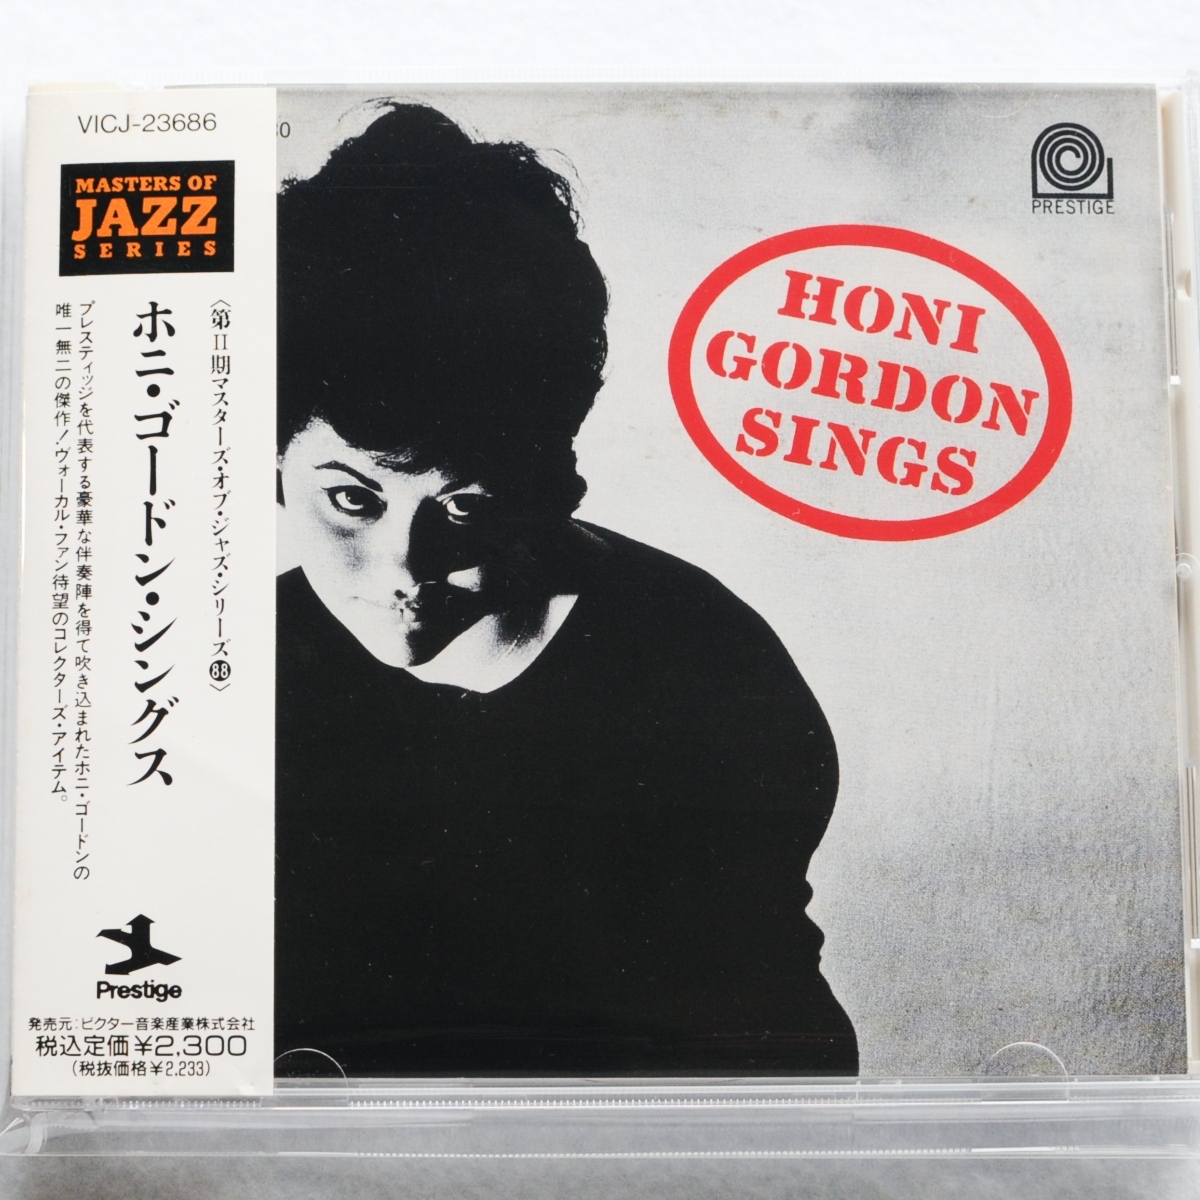 VICJ-23686
MASTERS OF
JAZZ
SERIES
〈第II期マスターズ・オブ・ジャズ・シリーズ88〉
ホニ・ゴードン・シングス
プレスティッジを代表する豪華な伴奏陣を得て吹き込まれたホニ・ゴードンの
唯一無二の傑作!ヴォーカル・ファン待望のコレクターズ・アイテム。
Prestige
発売元:ビクター音楽産業株式会社
税込定価¥2,300
(税抜価格¥2,233)
PRESTIGE
HONI
GORDON
SINGS